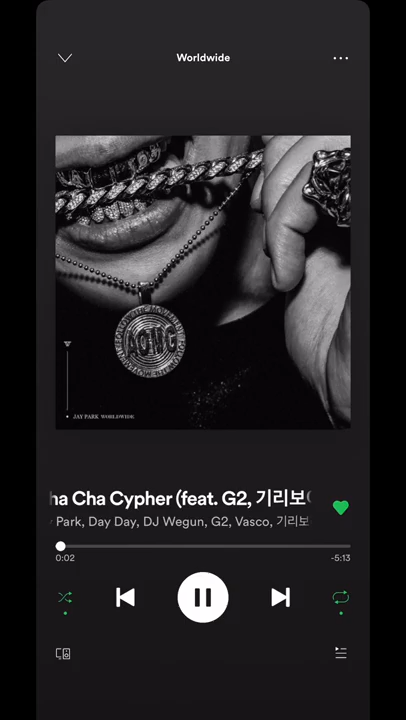 Worldwide
AOMG
JAY PARK WORLDWIDE
ha Cha Cypher (feat. G2, 기리보
Park, Day Day, DJ Wegun, G2, Vasco, 기리보
0:02
-5:13